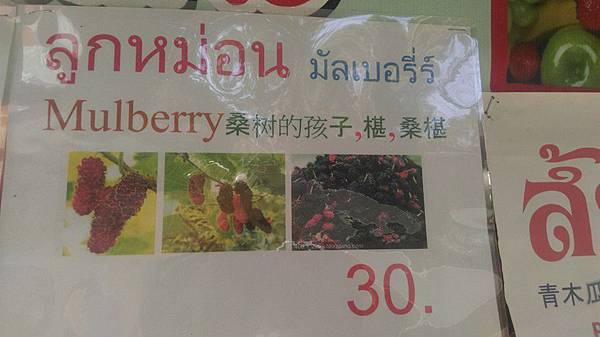 ลูกหม่อน มัลเบอรี่ร์
Mulberry桑树的孩子,椹,桑椹
30.
ส้
青木瓜